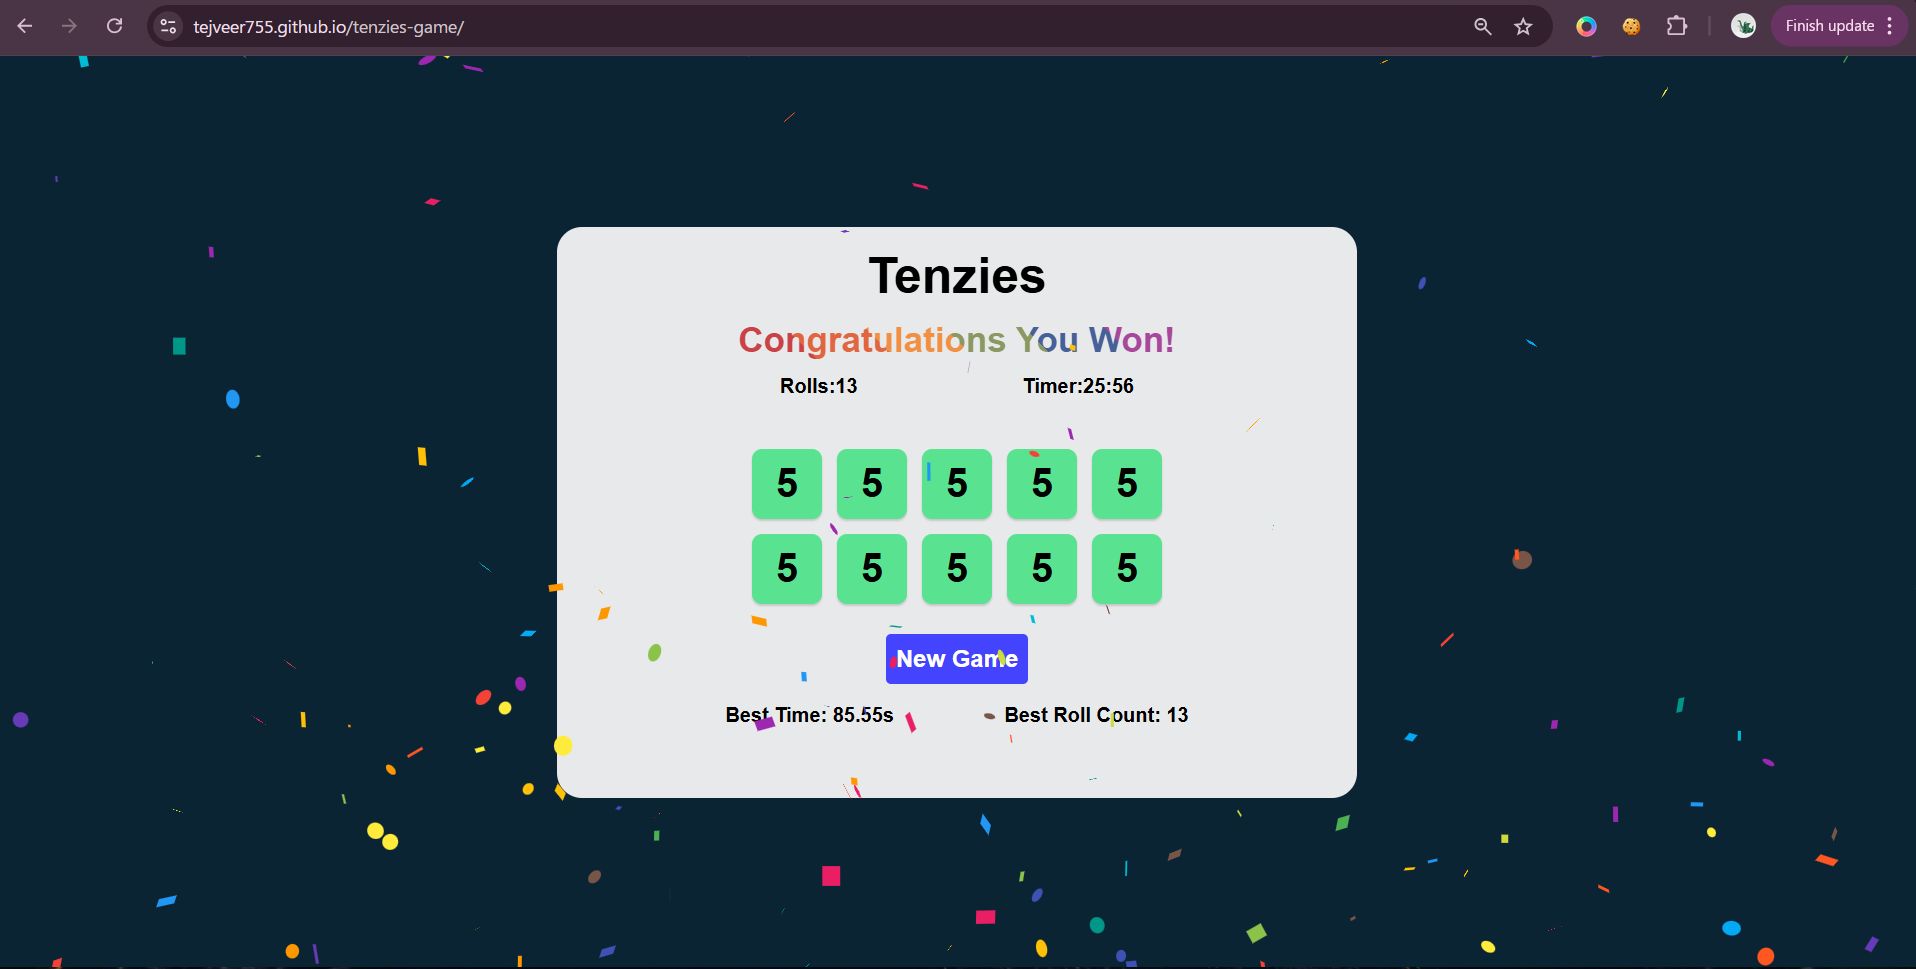 tejveer755.github.io/tenzies-game/
Finish update
Tenzies
Congratulations You Won!
Rolls:13 Timer:25:56
5 5 5 5 5
5 5 5 5 5
New Game
Best Time: 85.55s Best Roll Count: 13